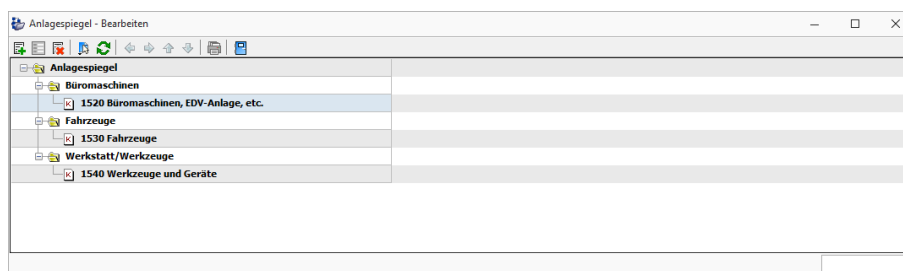 Anlagespiegel - Bearbeiten
Anlagespiegel
Büromaschinen
K 1520 Büromaschinen, EDV-Anlage, etc.
Fahrzeuge
K 1530 Fahrzeuge
Werkstatt/Werkzeuge
K 1540 Werkzeuge und Geräte